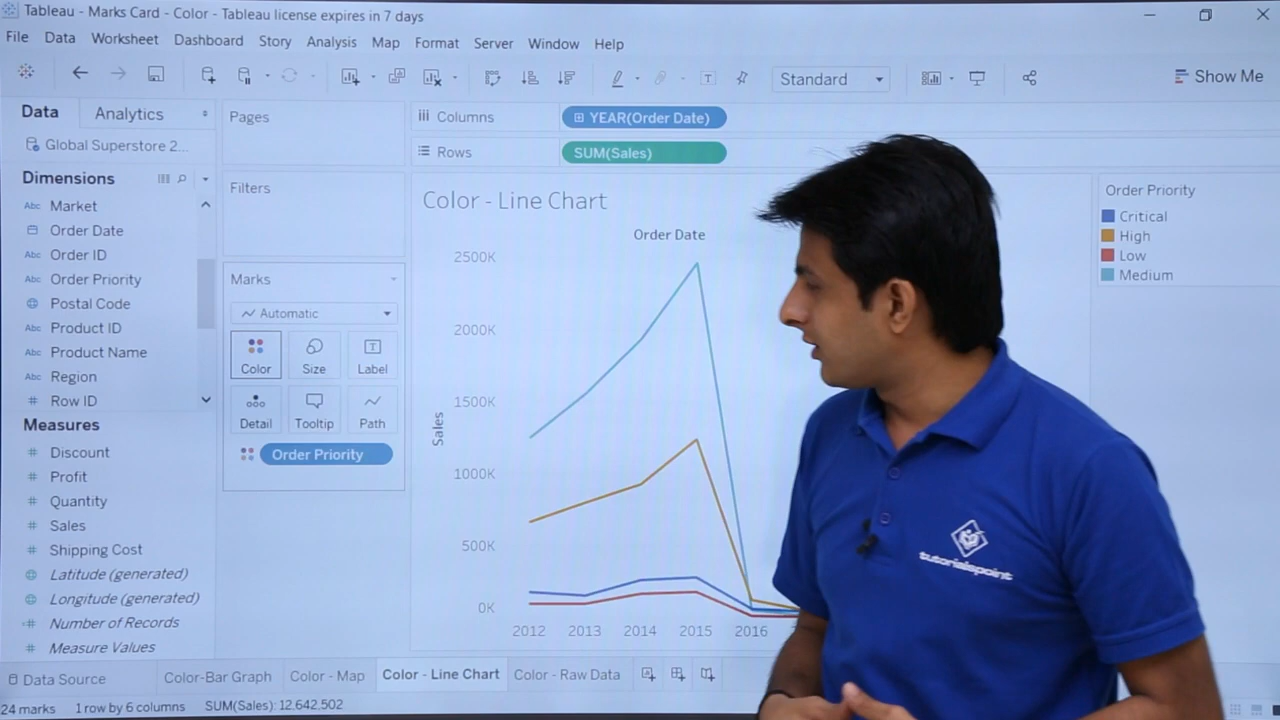 Tableau - Marks Card - Color - Tableau license expires in 7 days
File Data Worksheet Dashboard Story Analysis Map Format Server Window Help
Standard
Show Me
Data Analytics
Global Superstore 2...
Dimensions
Market
Order Date
Order ID
Order Priority
Postal Code
Product ID
Product Name
Region
Row ID
Measures
Discount
Profit
Quantity
Sales
Shipping Cost
Latitude (generated)
Longitude (generated)
Number of Records
Measure Values
Pages
Filters
Marks
Automatic
Color Size Label
Detail Tooltip Path
Order Priority
Columns YEAR(Order Date)
Rows SUM(Sales)
Color - Line Chart
Order Date
2500K
2000K
1500K
1000K
500K
0K
Sales
2012 2013 2014 2015 2016
Order Priority
Critical
High
Low
Medium
tutorialspoint
Data Source Color-Bar Graph Color - Map Color - Line Chart Color - Raw Data
24 marks 1 row by 6 columns SUM(Sales): 12,642,502